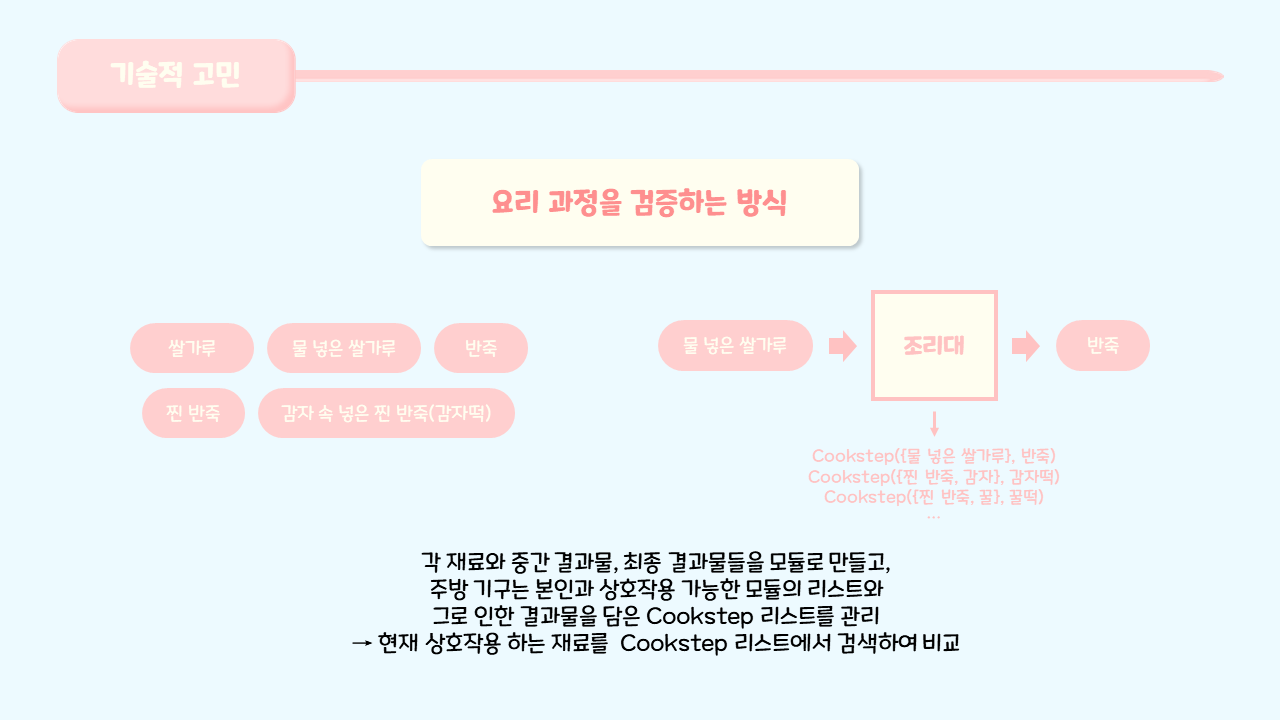 기술적 고민
요리 과정을 검증하는 방식
쌀가루
물 넣은 쌀가루
반죽
찐 반죽
감자 속 넣은 찐 반죽(감자떡)
물 넣은 쌀가루
조리대
반죽
Cookstep({물 넣은 쌀가루}, 반죽)
Cookstep({찐 반죽, 감자}, 감자떡)
Cookstep({찐 반죽, 꿀}, 꿀떡)
...
각 재료와 중간 결과물, 최종 결과물들을 모듈로 만들고,
주방 기구는 본인과 상호작용 가능한 모듈의 리스트와
그로 인한 결과물을 담은 Cookstep 리스트를 관리
→ 현재 상호작용 하는 재료를 Cookstep 리스트에서 검색하여 비교